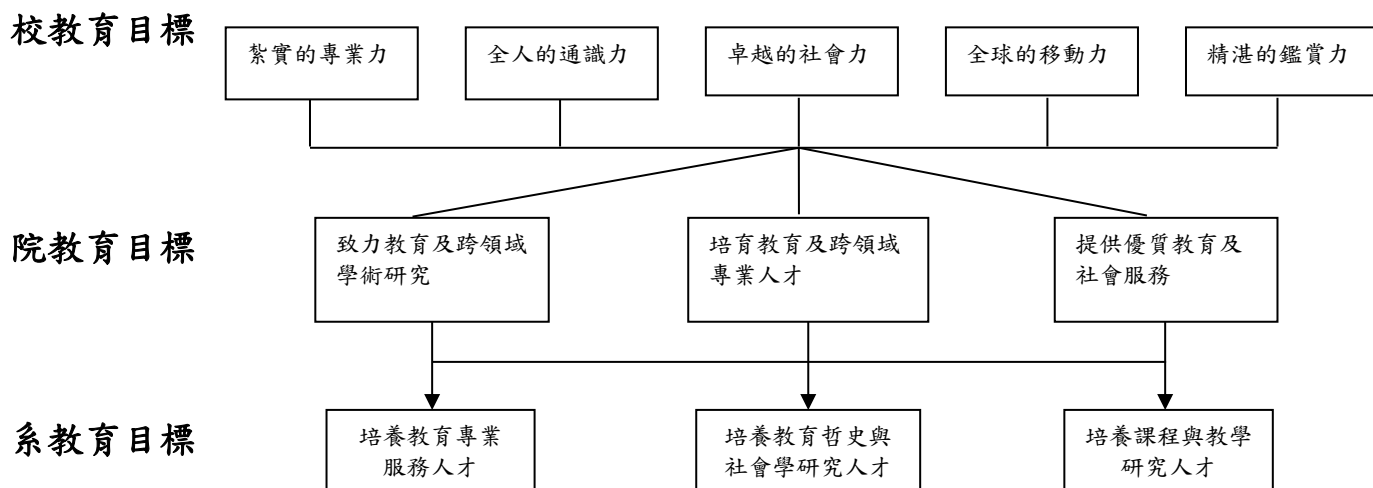 校教育目標
紮實的專業力
全人的通識力
卓越的社會力
全球的移動力
精湛的鑑賞力
院教育目標
致力教育及跨領域
學術研究
培育教育及跨領域
專業人才
提供優質教育及
社會服務
系教育目標
培養教育專業
服務人才
培養教育哲史與
社會學研究人才
培養課程與教學
研究人才